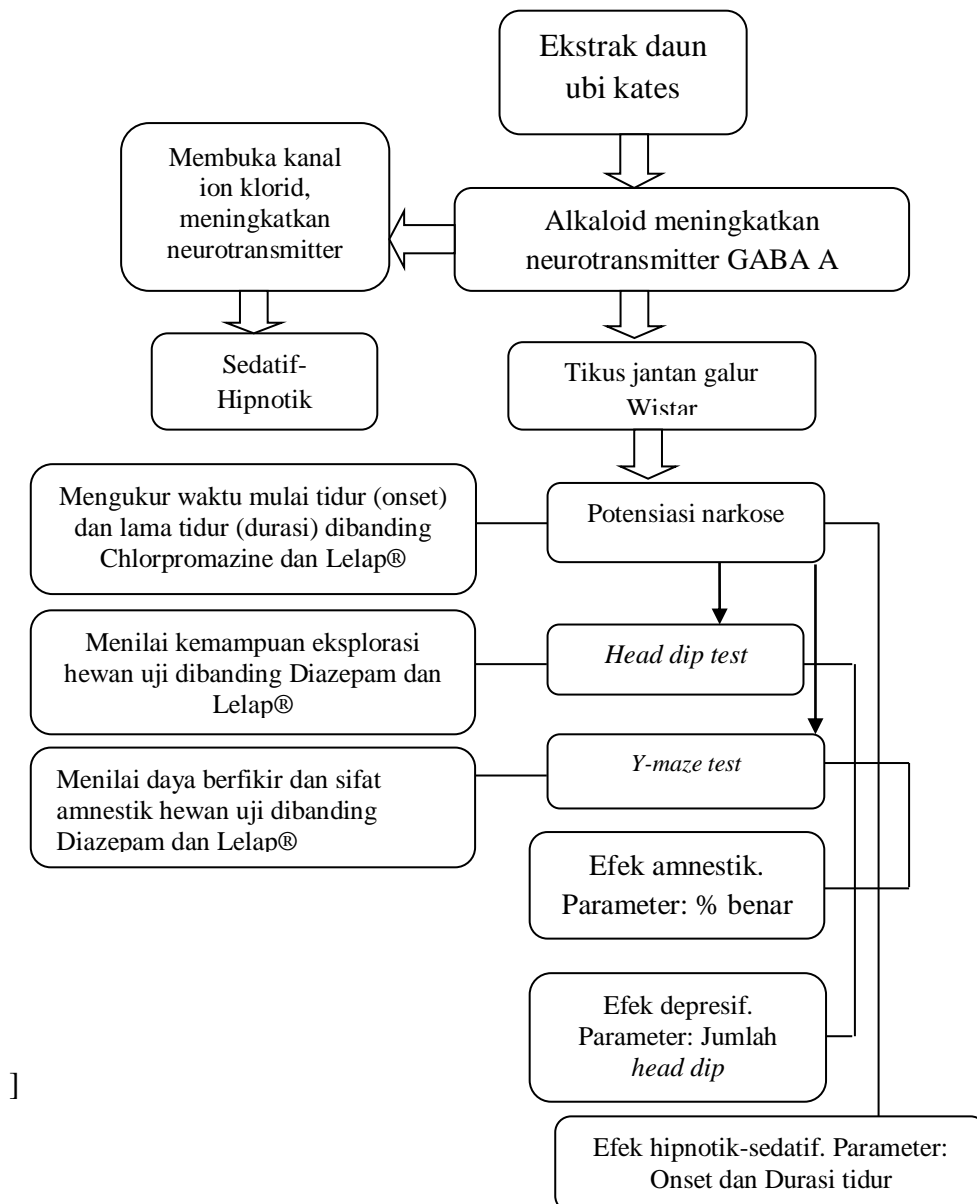 Ekstrak daun
ubi kates
Membuka kanal
ion klorid,
meningkatkan
neurotransmitter
Alkaloid meningkatkan
neurotransmitter GABA A
Sedatif-
Hipnotik
Tikus jantan galur
Wistar
Mengukur waktu mulai tidur (onset)
dan lama tidur (durasi) dibanding
Chlorpromazine dan Lelap®
Potensiasi narkose
Menilai kemampuan eksplorasi
hewan uji dibanding Diazepam dan
Lelap®
Head dip test
Menilai daya berfikir dan sifat
amnestik hewan uji dibanding
Diazepam dan Lelap®
Y-maze test
Efek amnestik.
Parameter: % benar
Efek depresif.
Parameter: Jumlah
head dip
]
Efek hipnotik-sedatif. Parameter:
Onset dan Durasi tidur